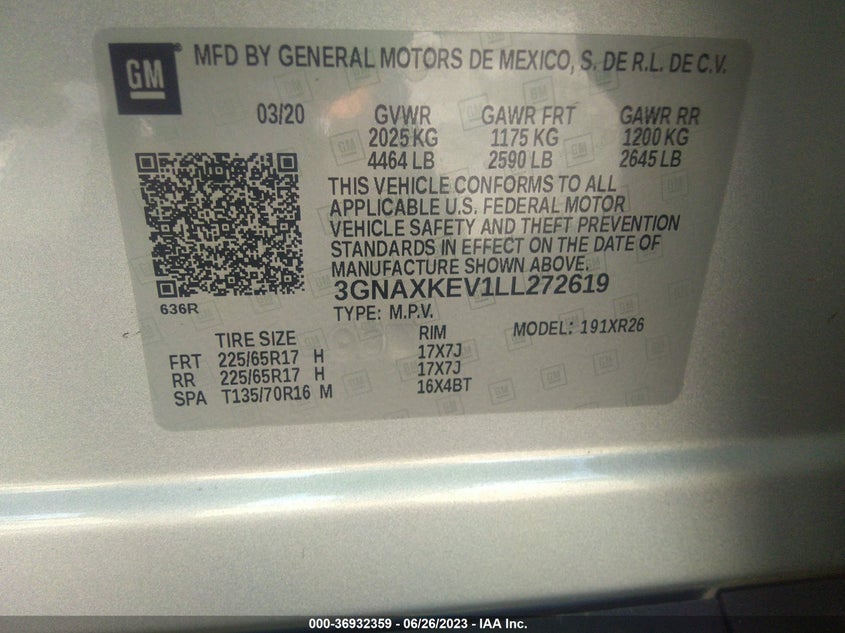 GM
®
MFD BY GENERAL MOTORS DE MEXICO, S. DE R.L. DE C.V.
03/20 GVWR GAWR FRT GAWR RR
2025 KG 1175 KG 1200 KG
4464 LB 2590 LB 2645 LB
THIS VEHICLE CONFORMS TO ALL
APPLICABLE U.S. FEDERAL MOTOR
VEHICLE SAFETY AND THEFT PREVENTION
STANDARDS IN EFFECT ON THE DATE OF
MANUFACTURE SHOWN ABOVE.
636R
3GNAXKEV1LL272619
TYPE: M.P.V.
MODEL: 191XR26
TIRE SIZE RIM
FRT 225/65R17 H 17X7J
RR 225/65R17 H 17X7J
SPA T135/70R16 M 16X4BT
000-36932359 - 06/26/2023 - IAA Inc.